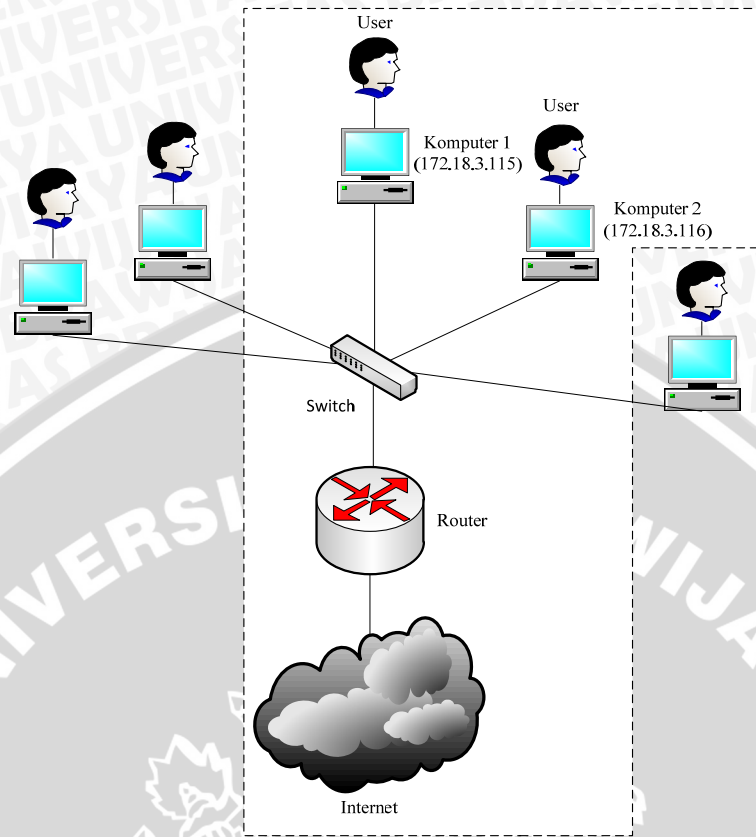 User
Komputer 1
(172.18.3.115)
User
Komputer 2
(172.18.3.116)
Switch
Router
Internet